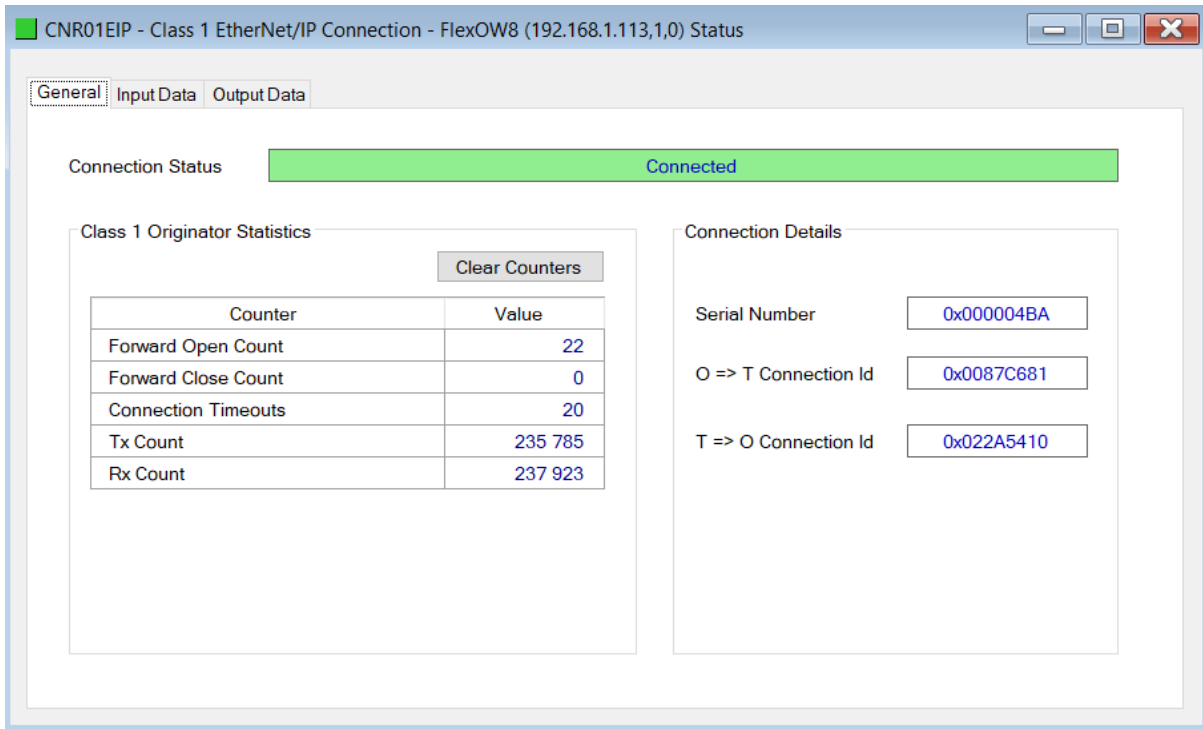 CNR01EIP - Class 1 EtherNet/IP Connection - FlexOW8 (192.168.1.113,1,0) Status
General Input Data Output Data
Connection Status Connected
Class 1 Originator Statistics
Clear Counters
Counter Value
Forward Open Count 22
Forward Close Count 0
Connection Timeouts 20
Tx Count 235 785
Rx Count 237 923
Connection Details
Serial Number 0x000004BA
O => T Connection Id 0x0087C681
T => O Connection Id 0x022A5410